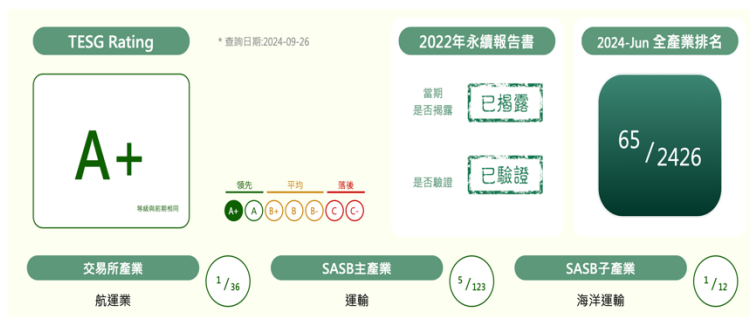 TESG Rating
* 查詢日期:2024-09-26
2022年永續報告書
2024-Jun 全產業排名
A+
等級與前期相同
領先 平均 落後
A+ A B+ B B- C C-
當期
是否揭露
已揭露
是否驗證
已驗證
65/2426
交易所產業
航運業
1/36
SASB主產業
運輸
5/123
SASB子產業
海洋運輸
1/12